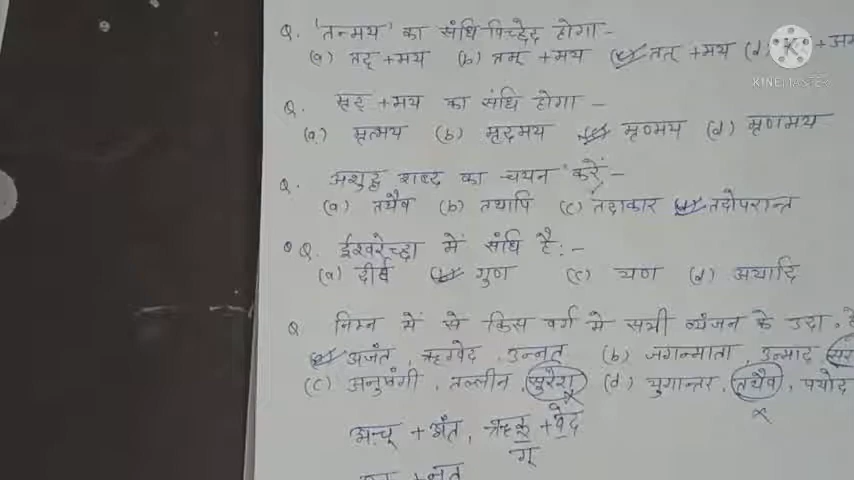 Q. 'तन्मय' का संधि विच्छेद होगा -
(a) तद् +मय (b) तम् +मय (c) तत् +मय (d)
K
KINEMASTER
Q. मृद् +मय का संधि होगा -
(a) मृत्मय (b) मृद्मय (c) मृण्मय (d) मृणमय
Q. अशुद्ध शब्द का चयन करें -
(a) तथैव (b) तथापि (c) तदाकार (d) तदोपरान्त
Q. ईश्वरेच्छा में संधि है :-
(a) दीर्घ (b) गुण (c) यण (d) अयादि
Q निम्न में से किस वर्ग मे सभी व्यंजन के उदा.
(a) अजंत, ऋग्वेद, उन्नत (b) जगन्माता, उन्माद
(c) अनुषंगी, तल्लीन, सुरेश (d) युगान्तर, तथैव, पयोद
अच् + अंत, ऋक् + वेद
ग्